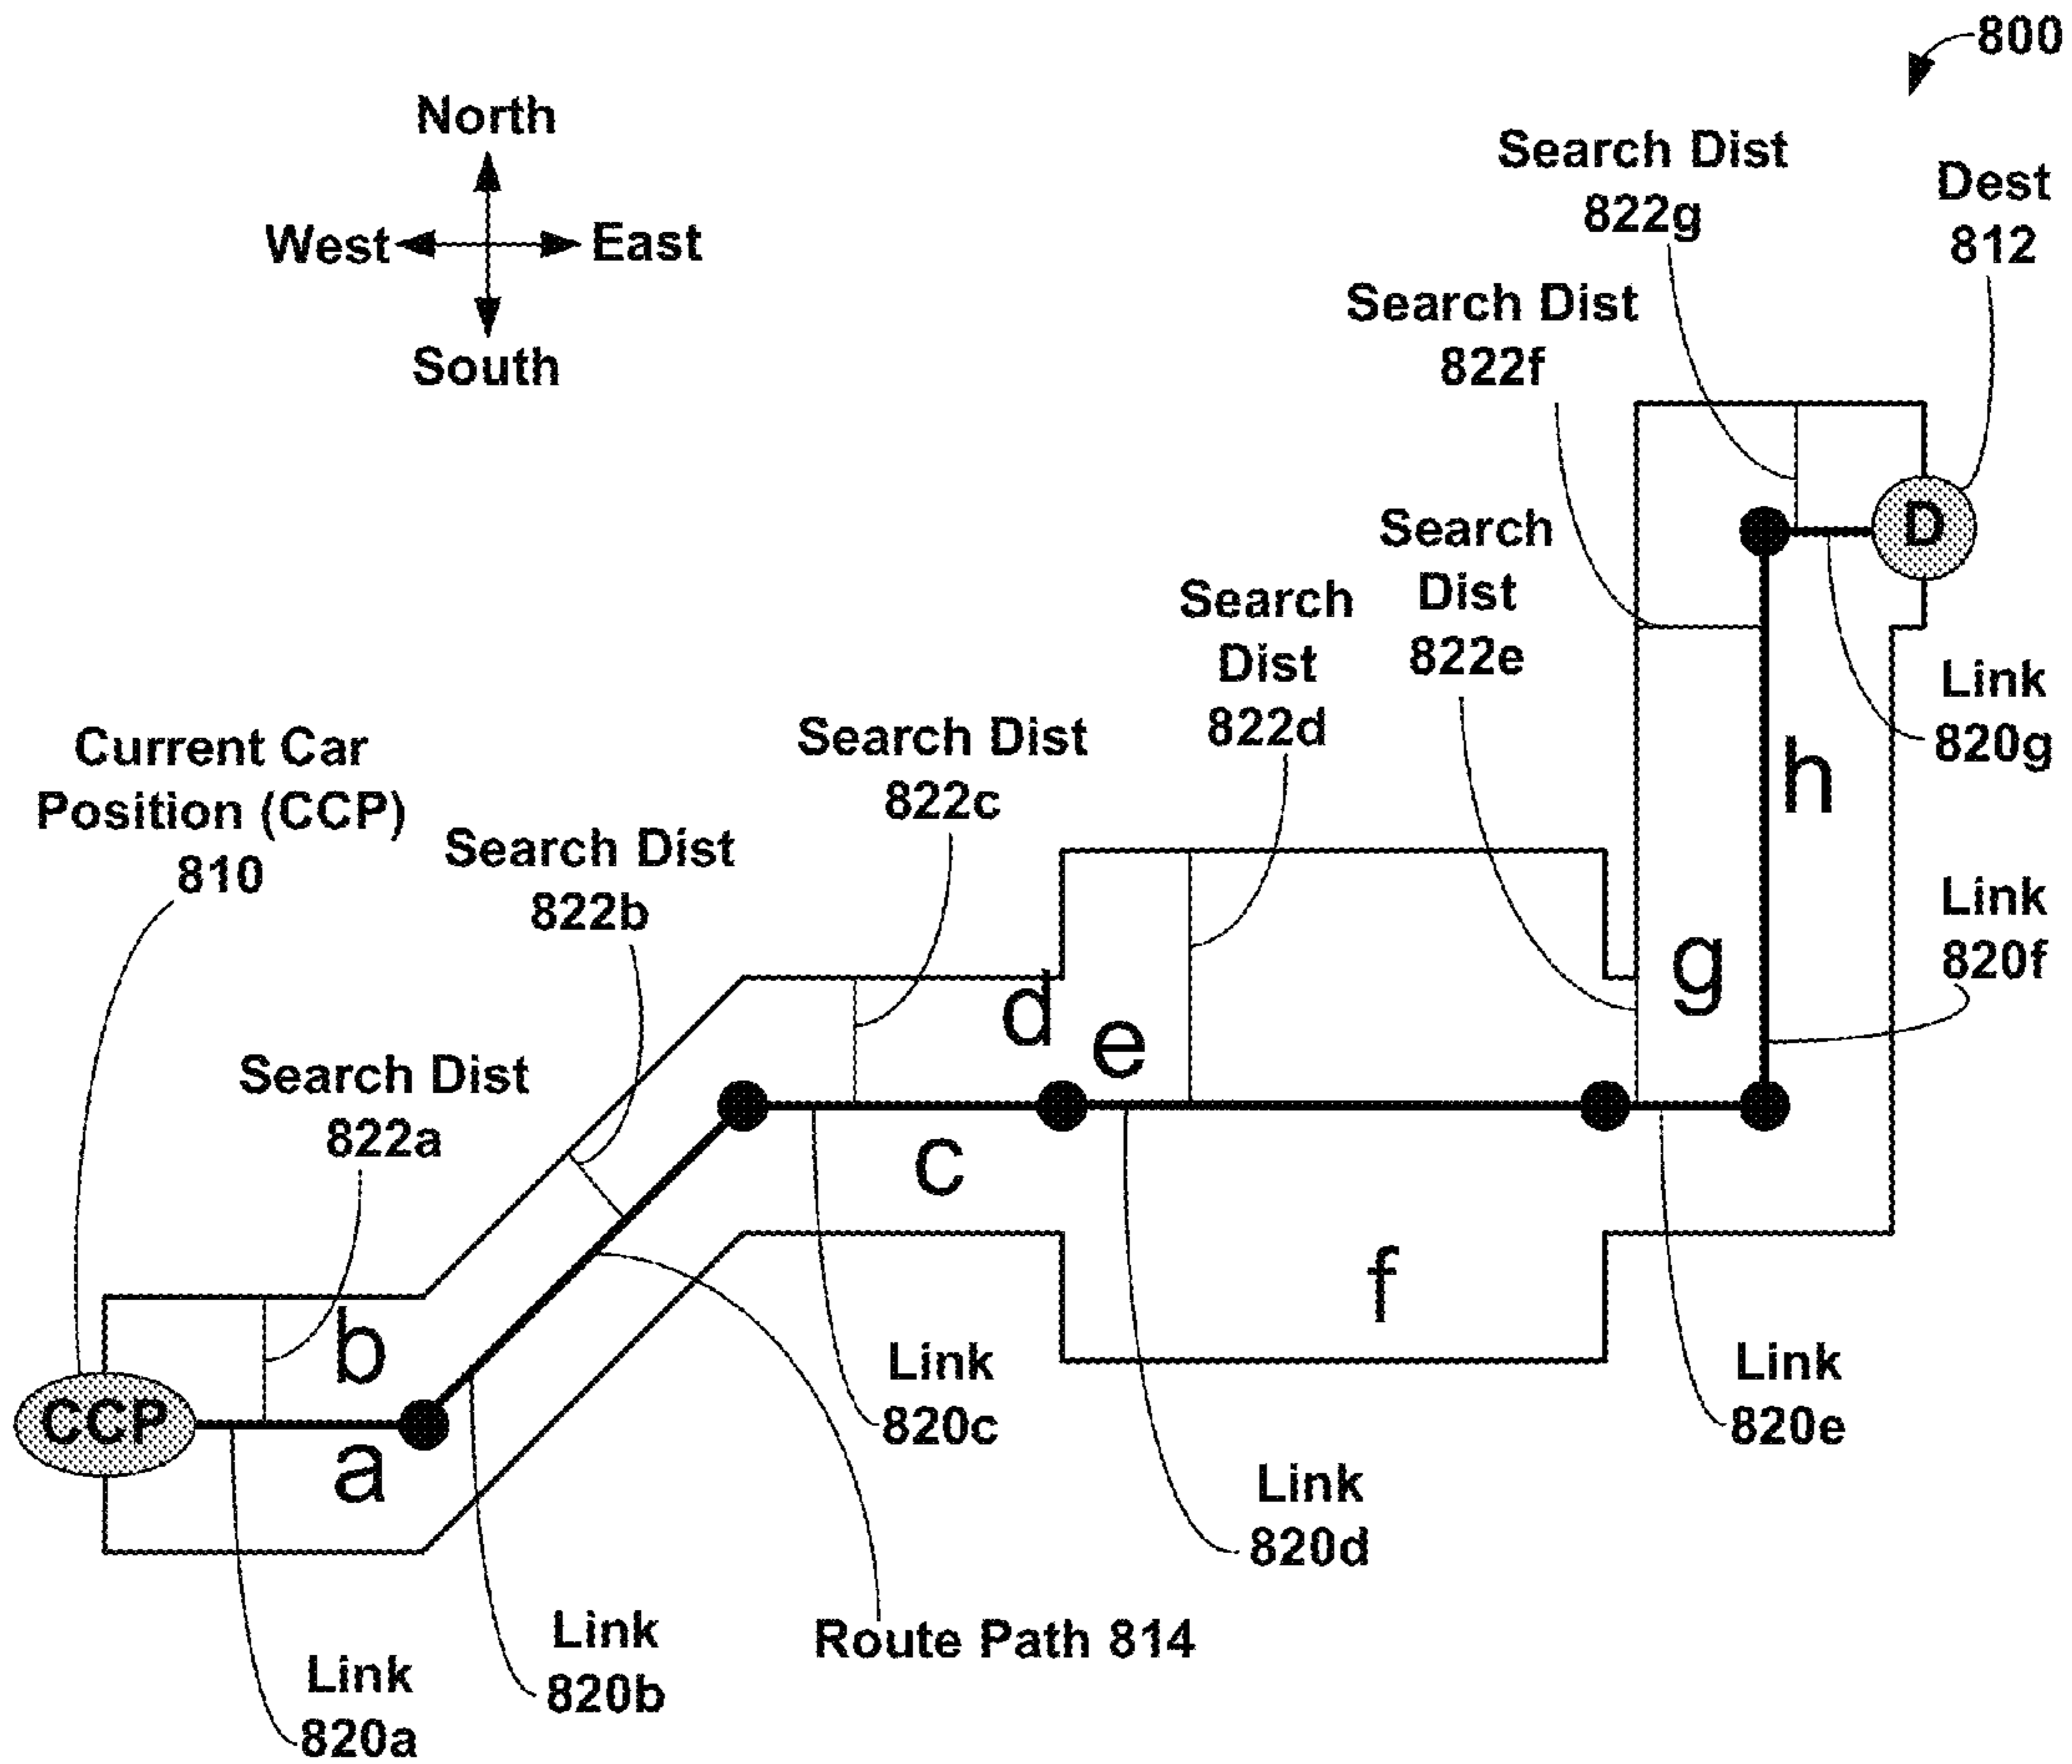 800
North
West
East
South
Search Dist
822g
Dest
812
Search Dist
822f
Search
Dist
822e
Search
Dist
822d
D
Link
820g
Current Car
Position (CCP)
810
Search Dist
822c
h
Search Dist
822b
Link
820f
g
d
e
Search Dist
822a
c
f
b
Link
820c
Link
820e
CCP
a
Link
820d
Route Path 814
Link
820b
Link
820a